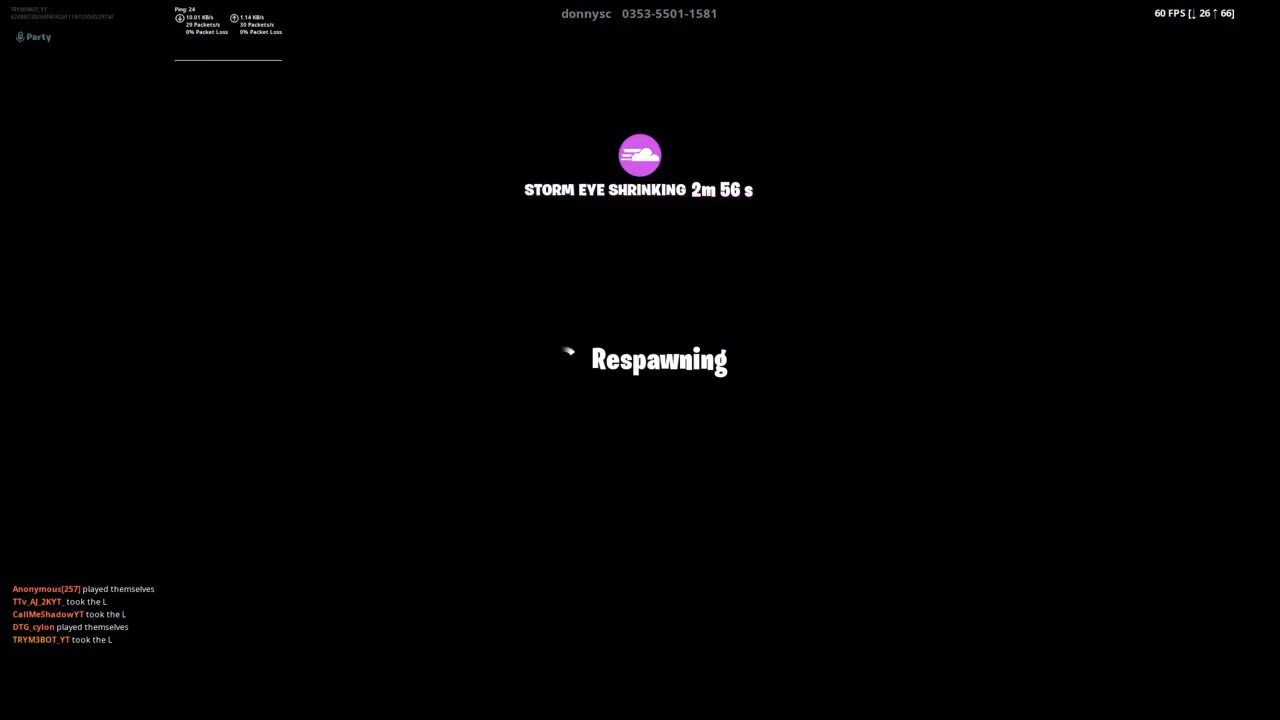 TRYM3BOT_YT
Party
Ping: 24
10.01 KB/s
29 Packets/s
0% Packet Loss
1.14 KB/s
30 Packets/s
0% Packet Loss
donnysc 0353-5501-1581
60 FPS [↓ 26 ↑ 66]
STORM EYE SHRINKING 2m 56 s
Respawning
Anonymous[257] played themselves
TTv_AJ_2KYT_ took the L
CallMeShadowYT took the L
DTG_cylon played themselves
TRYM3BOT_YT took the L